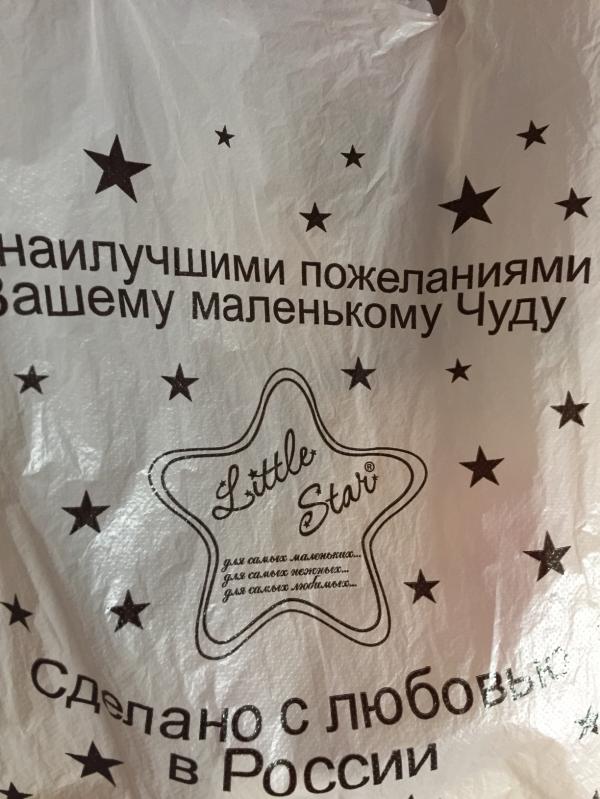 наилучшими пожеланиями
Вашему маленькому Чуду
Little
Star®
для самых маленьких...
для самых нежных...
для самых любимых...
Сделано с любовью
в России